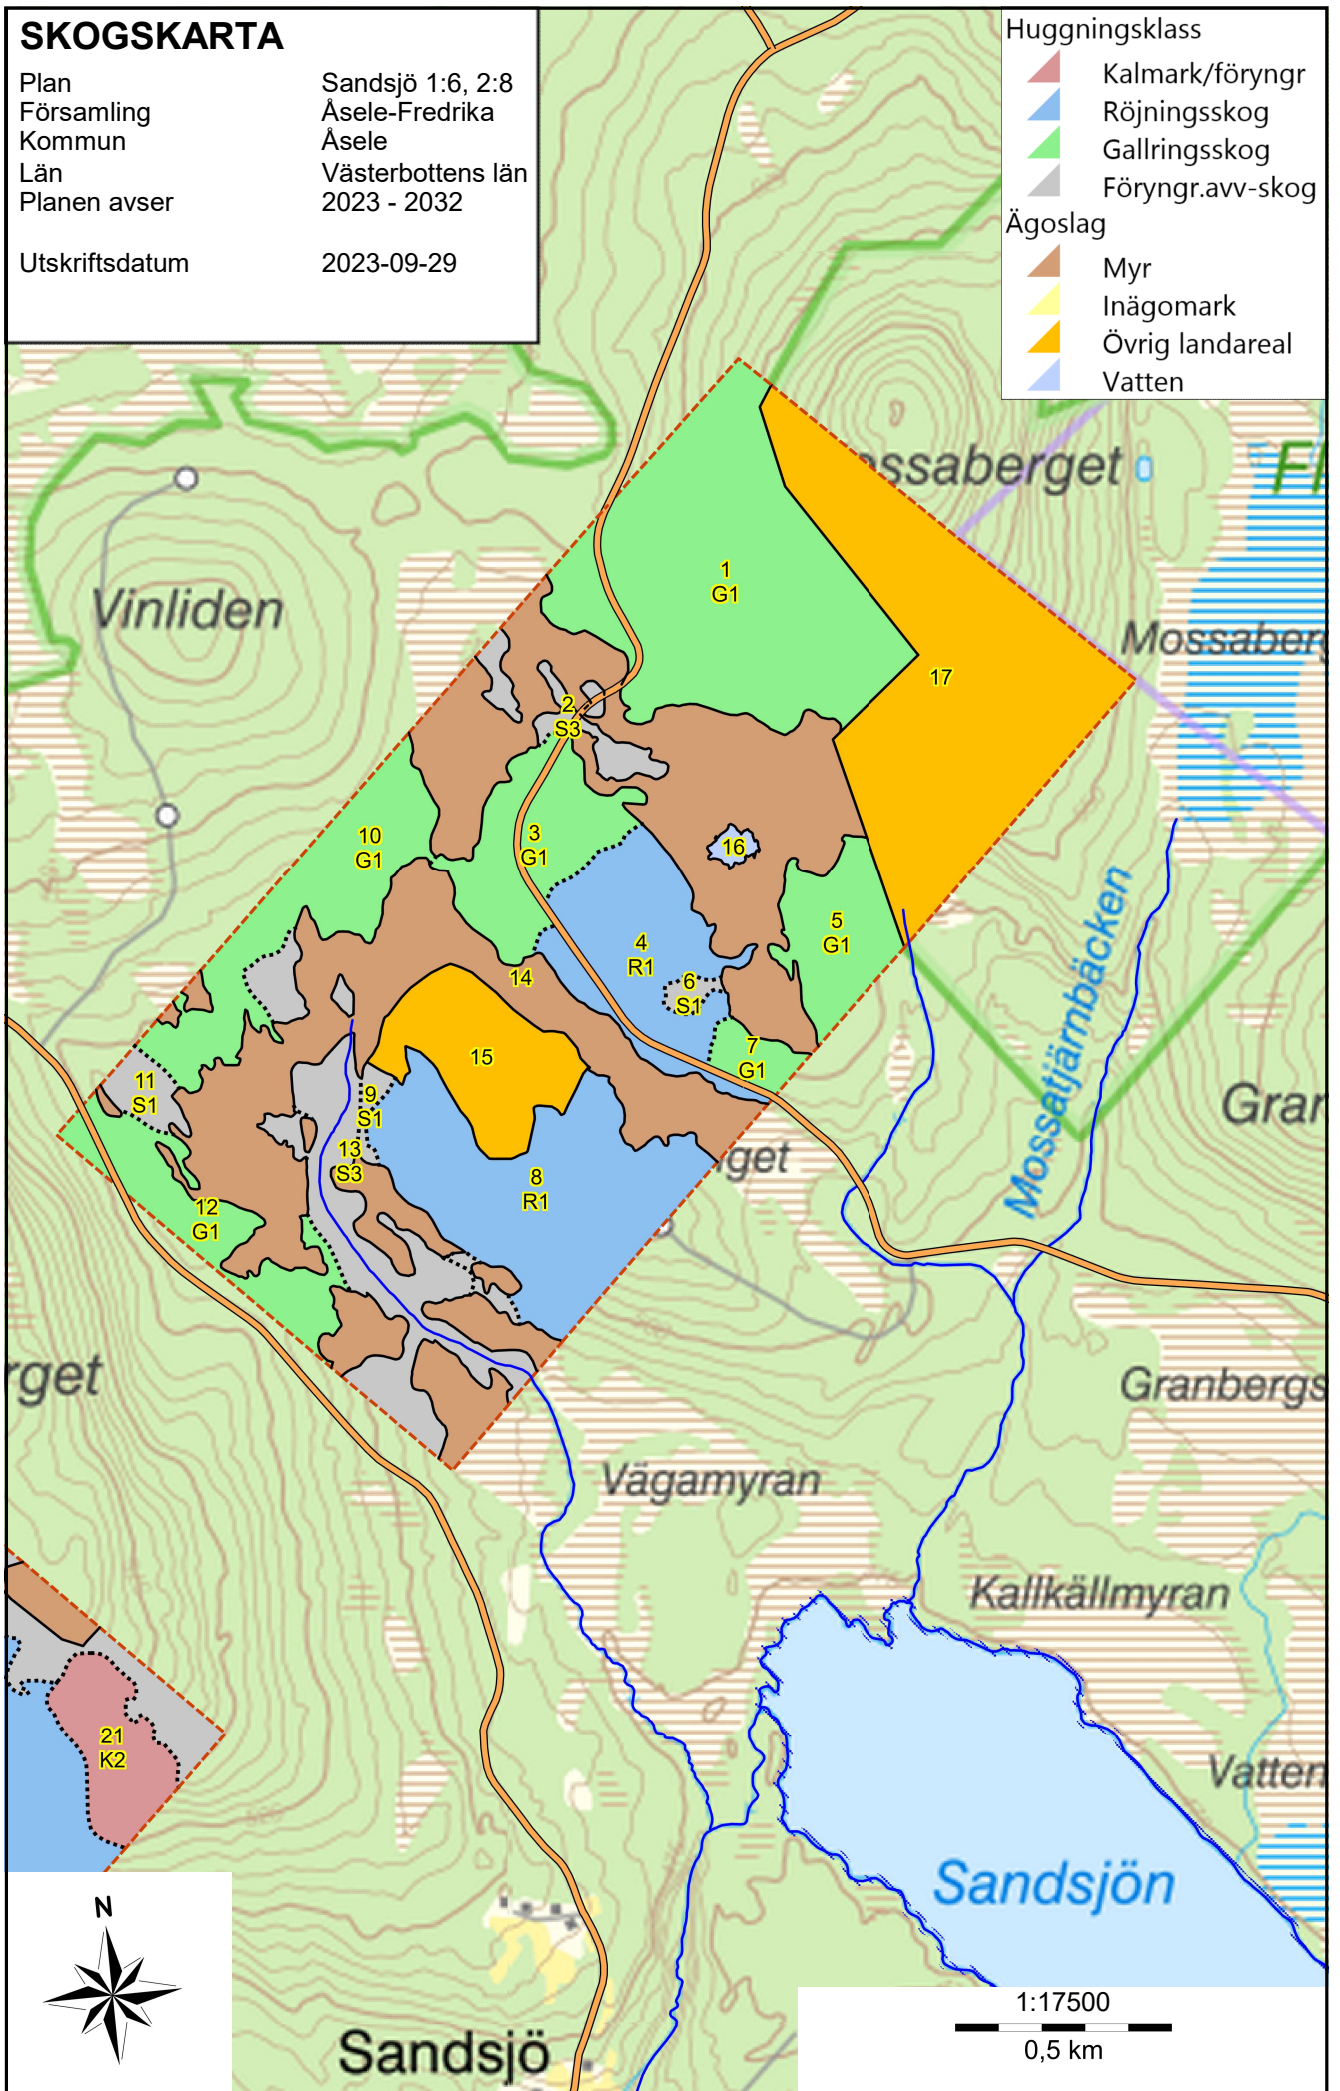 SKOGSKARTA
Plan Sandsjö 1:6, 2:8
Församling Åsele-Fredrika
Kommun Åsele
Län Västerbottens län
Planen avser 2023 - 2032
Utskriftsdatum 2023-09-29
Huggningsklass
Kalmark/föryngr
Röjningsskog
Gallringsskog
Föryngr.avv-skog
Ägoslag
Myr
Inägomark
Övrig landareal
Vatten
ossaberget
Vinliden
1
G1
Mossaberg
17
2
S3
10
G1
3
G1
16
5
G1
4
R1
14
6
S1
15
7
G1
11
S1
9
S1
13
S3
8
R1
12
G1
Mossatjärnbäcken
Gran
rget
Granbergs
Vägamyran
Kallkällmyran
21
K2
Vatten
Sandsjön
N
Sandsjö
1:17500
0,5 km